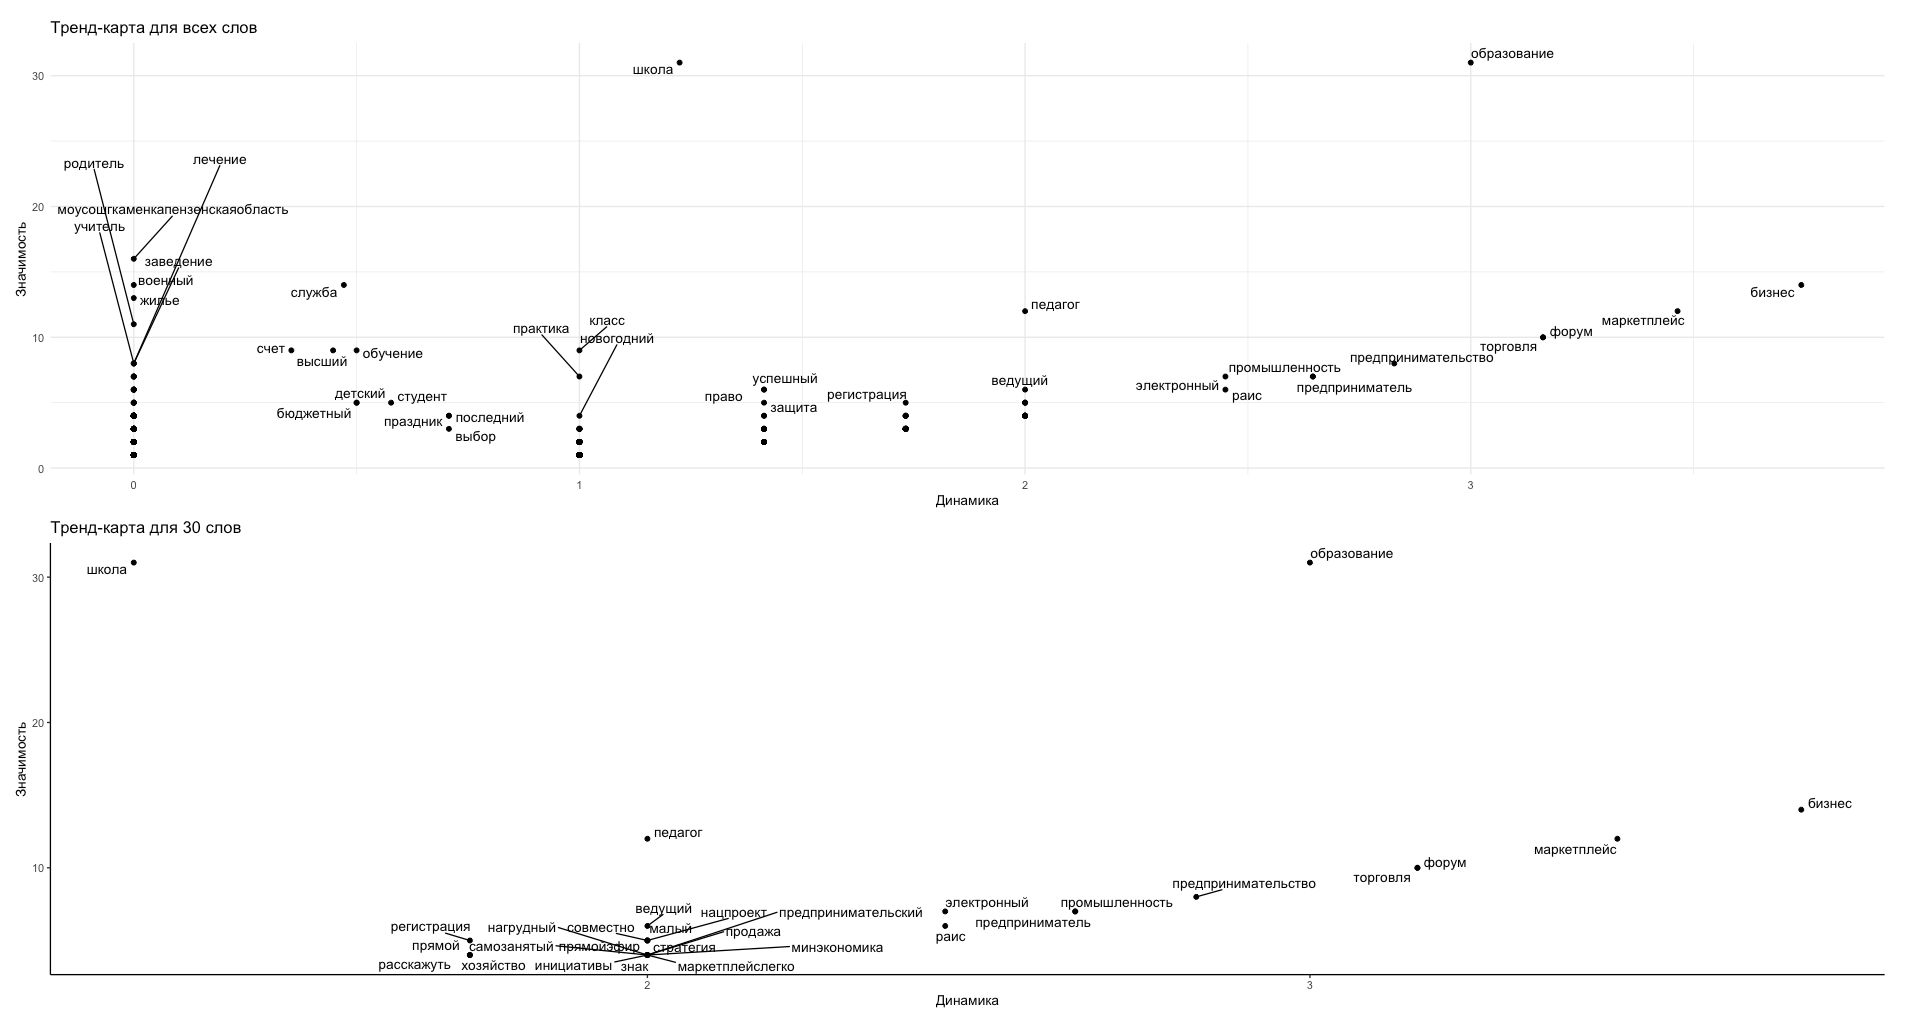 Тренд-карта для всех слов
Значимость
30
20
10
0
школа
образование
родитель
лечение
моусошгкаменкапензенскаяобласть
учитель
заведение
военный
жилье
служба
педагог
бизнес
маркетплейс
форум
торговля
практика
класс
новогодний
счет
высший
обучение
предпринимательство
промышленность
предприниматель
электронный
раис
успешный
ведущий
детский
студент
право
регистрация
защита
бюджетный
праздник
последний
выбор
0
1
2
3
Динамика
Тренд-карта для 30 слов
Значимость
30
20
10
школа
образование
бизнес
педагог
маркетплейс
форум
торговля
предпринимательство
электронный
промышленность
предприниматель
раис
ведущий
нацпроект
предпринимательский
регистрация
нагрудный
совместно
малый
продажа
прямой
самозанятый
прямойэфир
стратегия
минэкономика
расскажуть
хозяйство
инициативы
знак
маркетплейслегко
2
3
Динамика